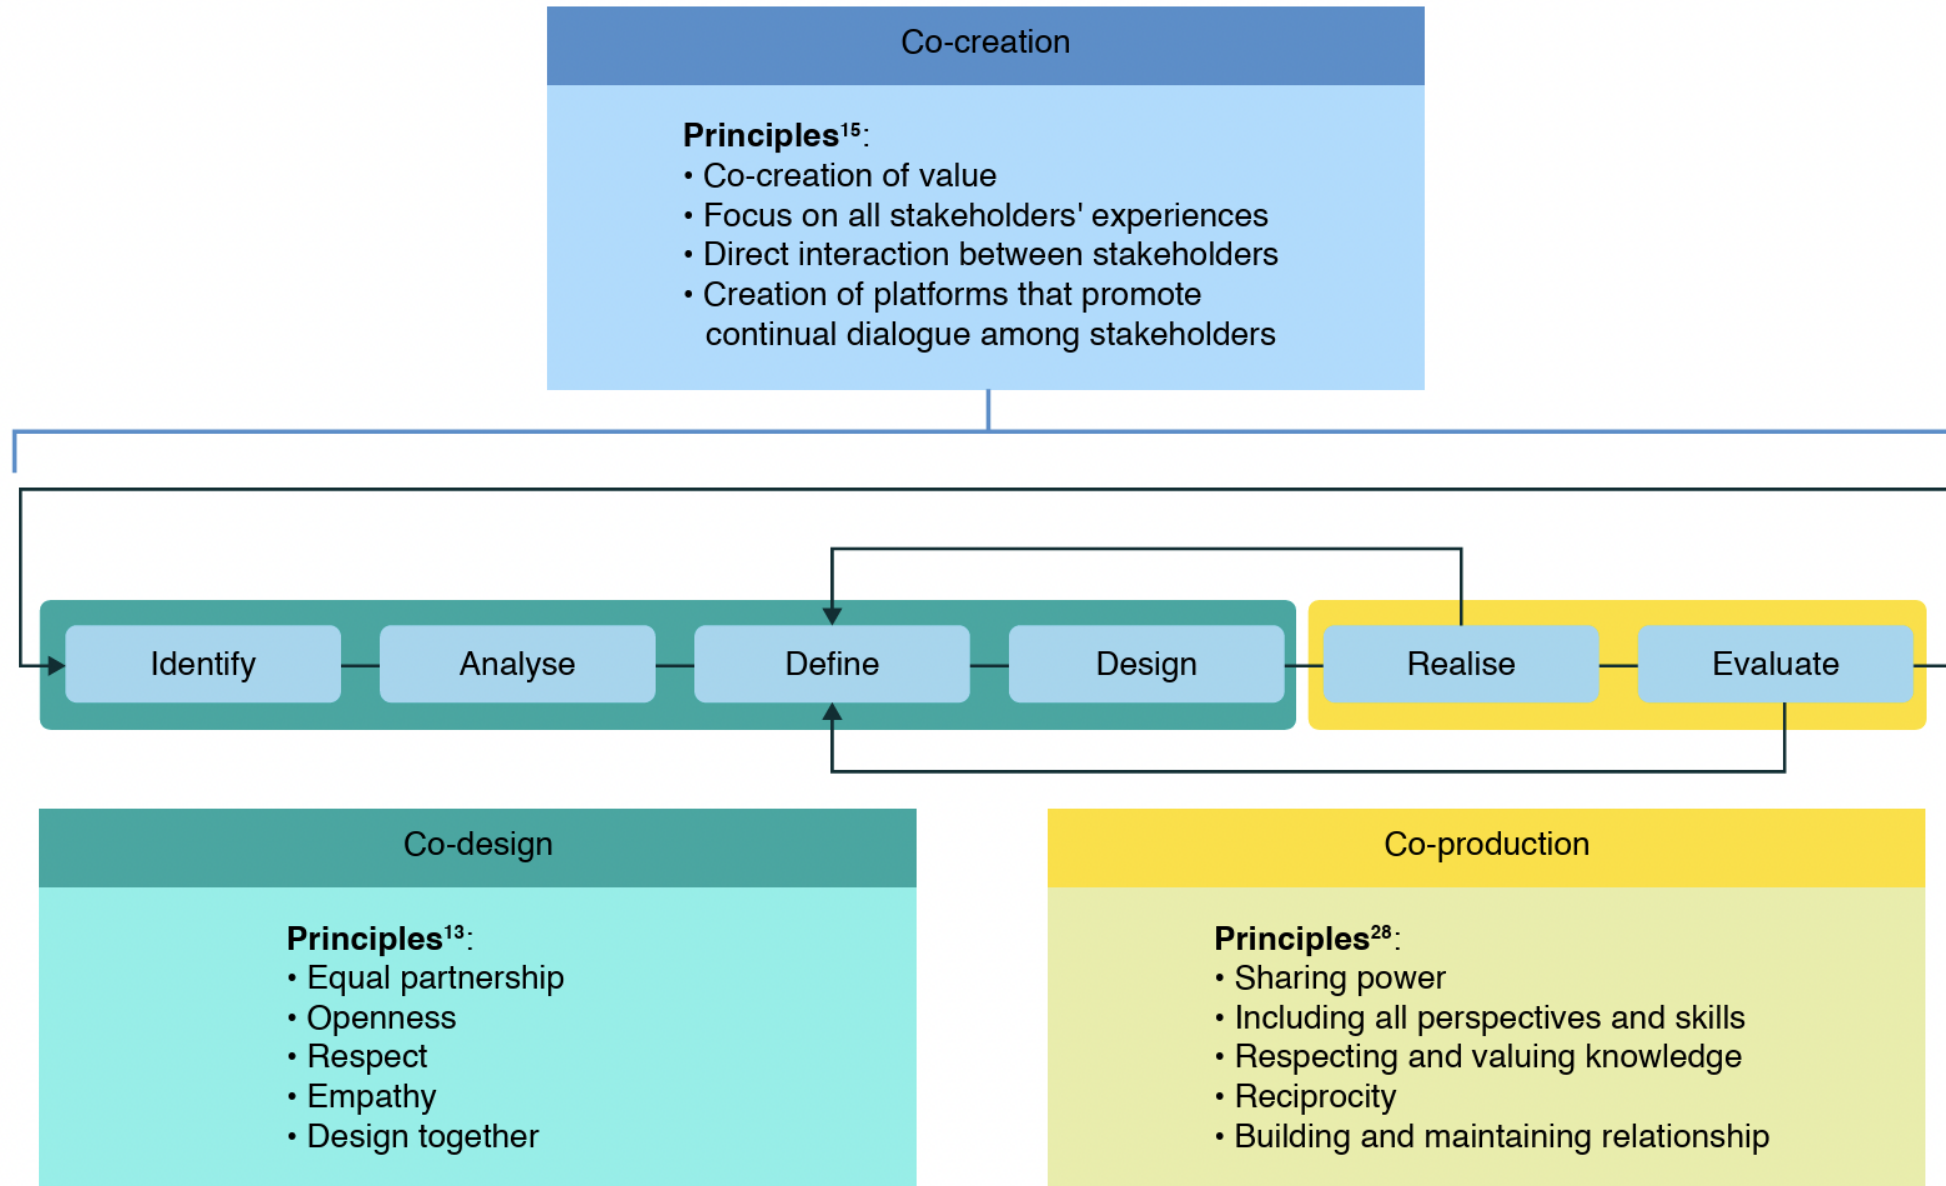 Co-creation
Principles15:
• Co-creation of value
• Focus on all stakeholders' experiences
• Direct interaction between stakeholders
• Creation of platforms that promote
continual dialogue among stakeholders
Identify
Analyse
Define
Design
Realise
Evaluate
Co-design
Principles13:
• Equal partnership
• Openness
• Respect
• Empathy
• Design together
Co-production
Principles28:
• Sharing power
• Including all perspectives and skills
• Respecting and valuing knowledge
• Reciprocity
• Building and maintaining relationship